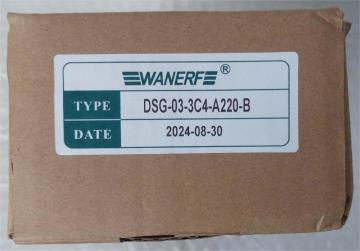 WANERF®
TYPE DSG-03-3C4-A220-B
DATE 2024-08-30